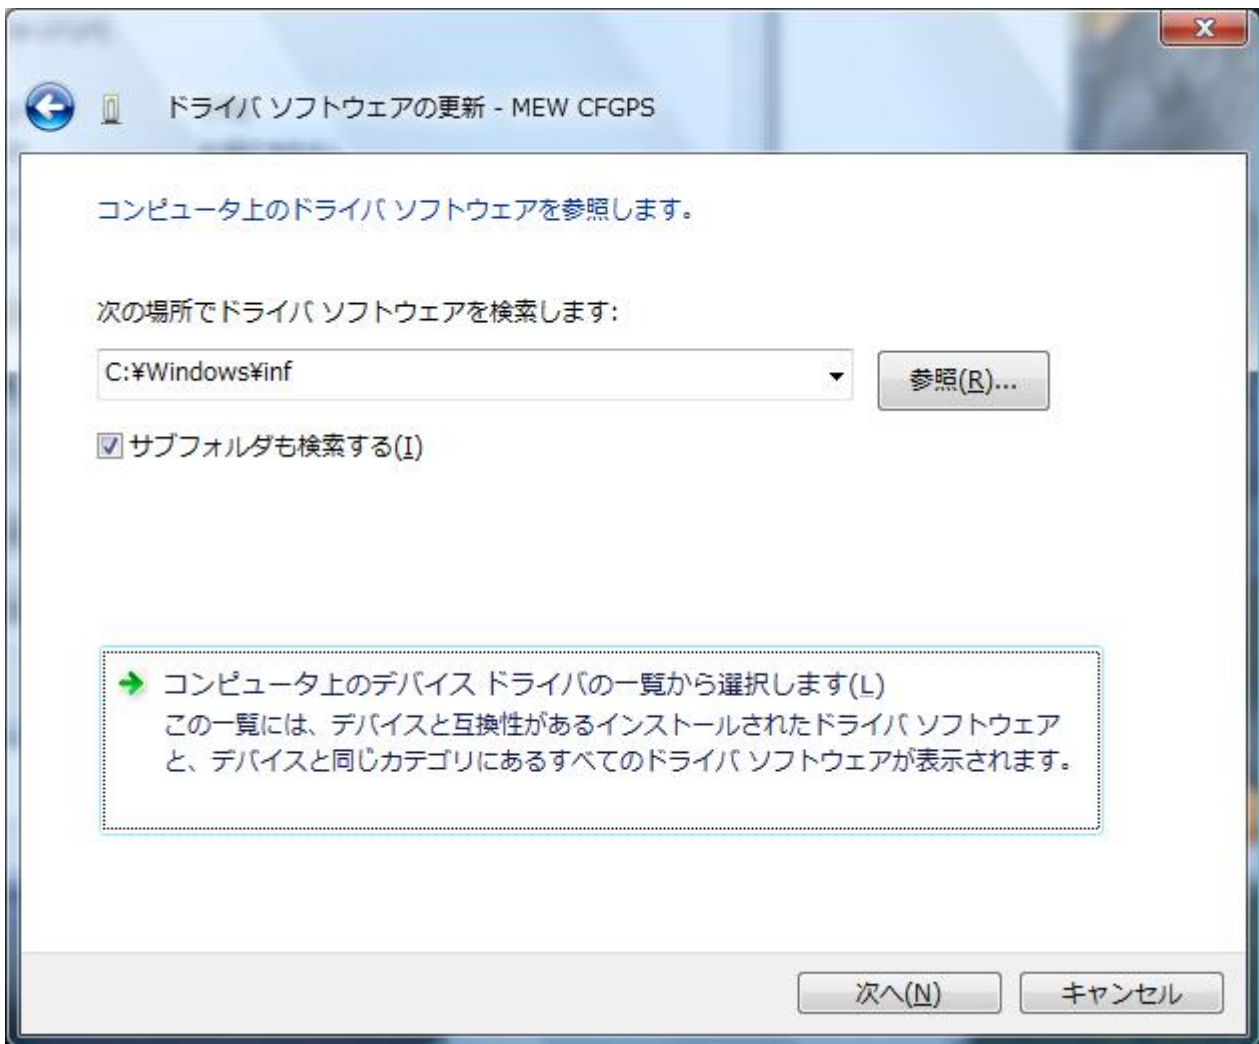 ドライバ ソフトウェアの更新 - MEW CFGPS
コンピュータ上のドライバ ソフトウェアを参照します。
次の場所でドライバ ソフトウェアを検索します:
C:¥Windows¥inf
参照(R)...
サブフォルダも検索する(I)
コンピュータ上のデバイス ドライバの一覧から選択します(L)
この一覧には、デバイスと互換性があるインストールされたドライバ ソフトウェア
と、デバイスと同じカテゴリにあるすべてのドライバ ソフトウェアが表示されます。
次へ(N)
キャンセル